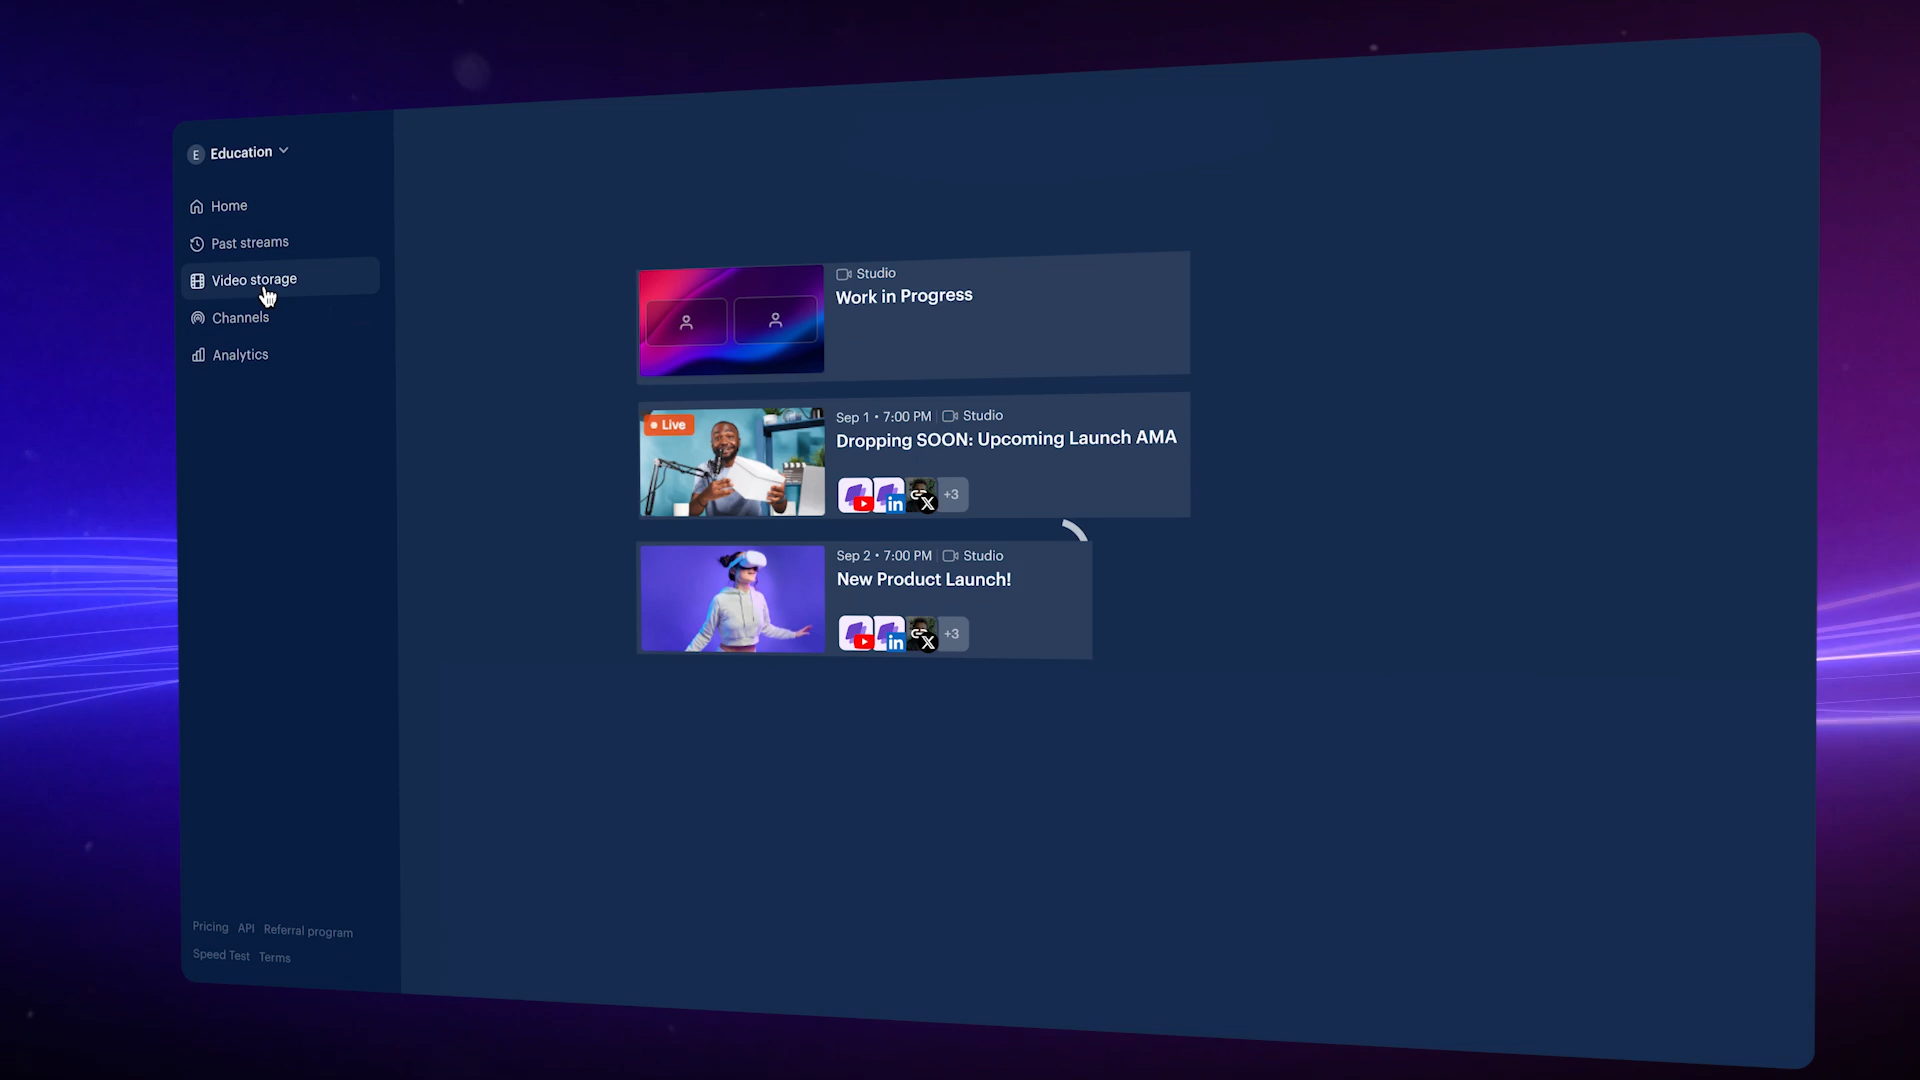 E Education
Home
Past streams
Video storage
Channels
Analytics
Studio
Work in Progress
Live
Sep 1 • 7:00 PM Studio
Dropping SOON: Upcoming Launch AMA
in X +3
Sep 2 • 7:00 PM Studio
New Product Launch!
in X +3
Pricing API Referral program
Speed Test Terms